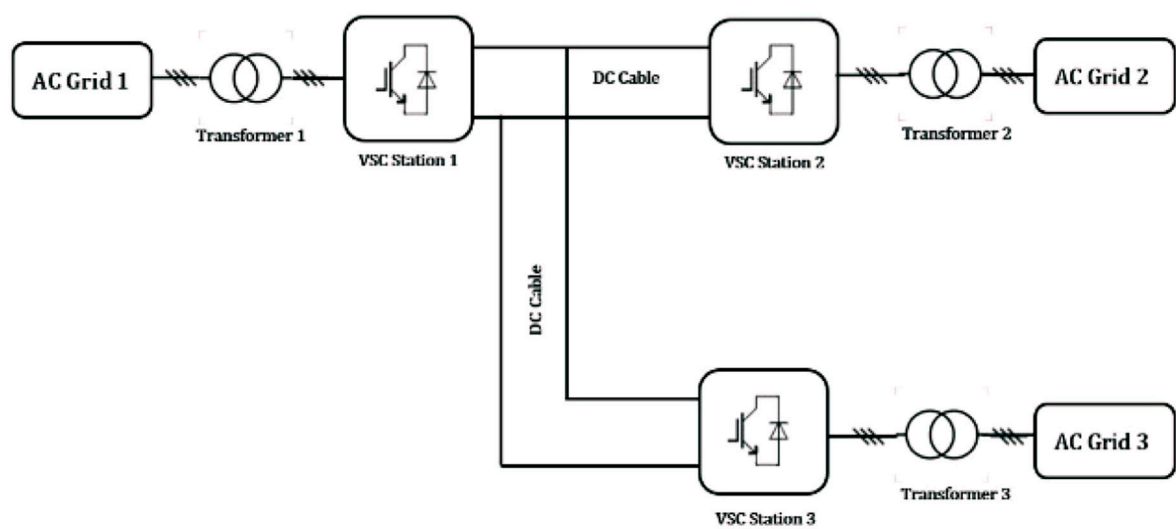 AC Grid 1
Transformer 1
VSC Station 1
DC Cable
VSC Station 2
Transformer 2
AC Grid 2
DC Cable
VSC Station 3
Transformer 3
AC Grid 3